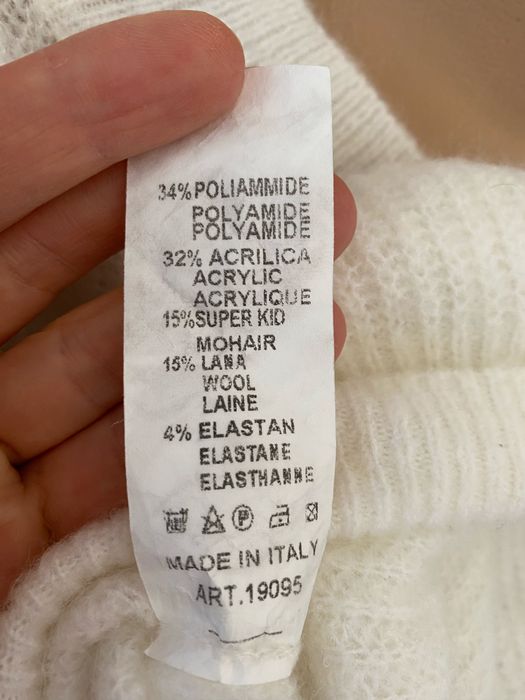 34% POLIAMMIDE
POLYAMIDE
POLYAMIDE
32% ACRILICA
ACRYLIC
ACRYLIQUE
15% SUPER KID
MOHAIR
15% LANA
WOOL
LAINE
4% ELASTAN
ELASTANE
ELASTHANNE
P
MADE IN ITALY
ART.19095